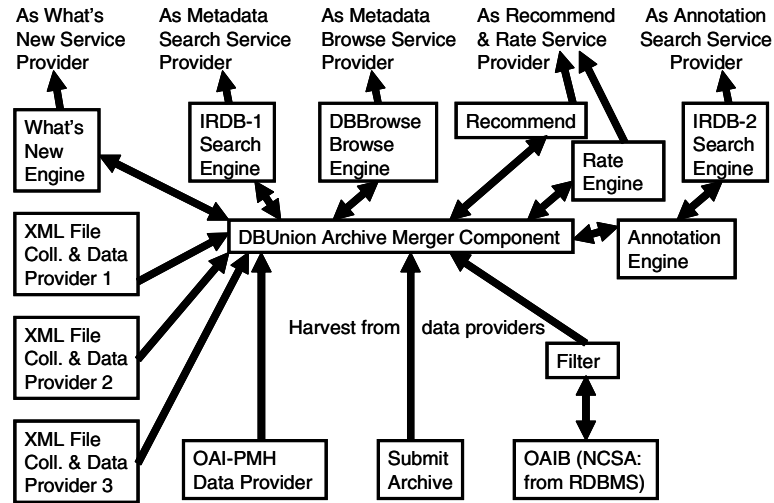 As What's
New Service
Provider
As Metadata
Search Service
Provider
As Metadata
Browse Service
Provider
As Recommend
& Rate Service
Provider
As Annotation
Search Service
Provider
What's
New
Engine
IRDB-1
Search
Engine
DBBrowse
Browse
Engine
Recommend
Rate
Engine
IRDB-2
Search
Engine
XML File
Coll. & Data
Provider 1
DBUnion Archive Merger Component
Annotation
Engine
XML File
Coll. & Data
Provider 2
Harvest from data providers
Filter
XML File
Coll. & Data
Provider 3
OAI-PMH
Data Provider
Submit
Archive
OAIB (NCSA:
from RDBMS)